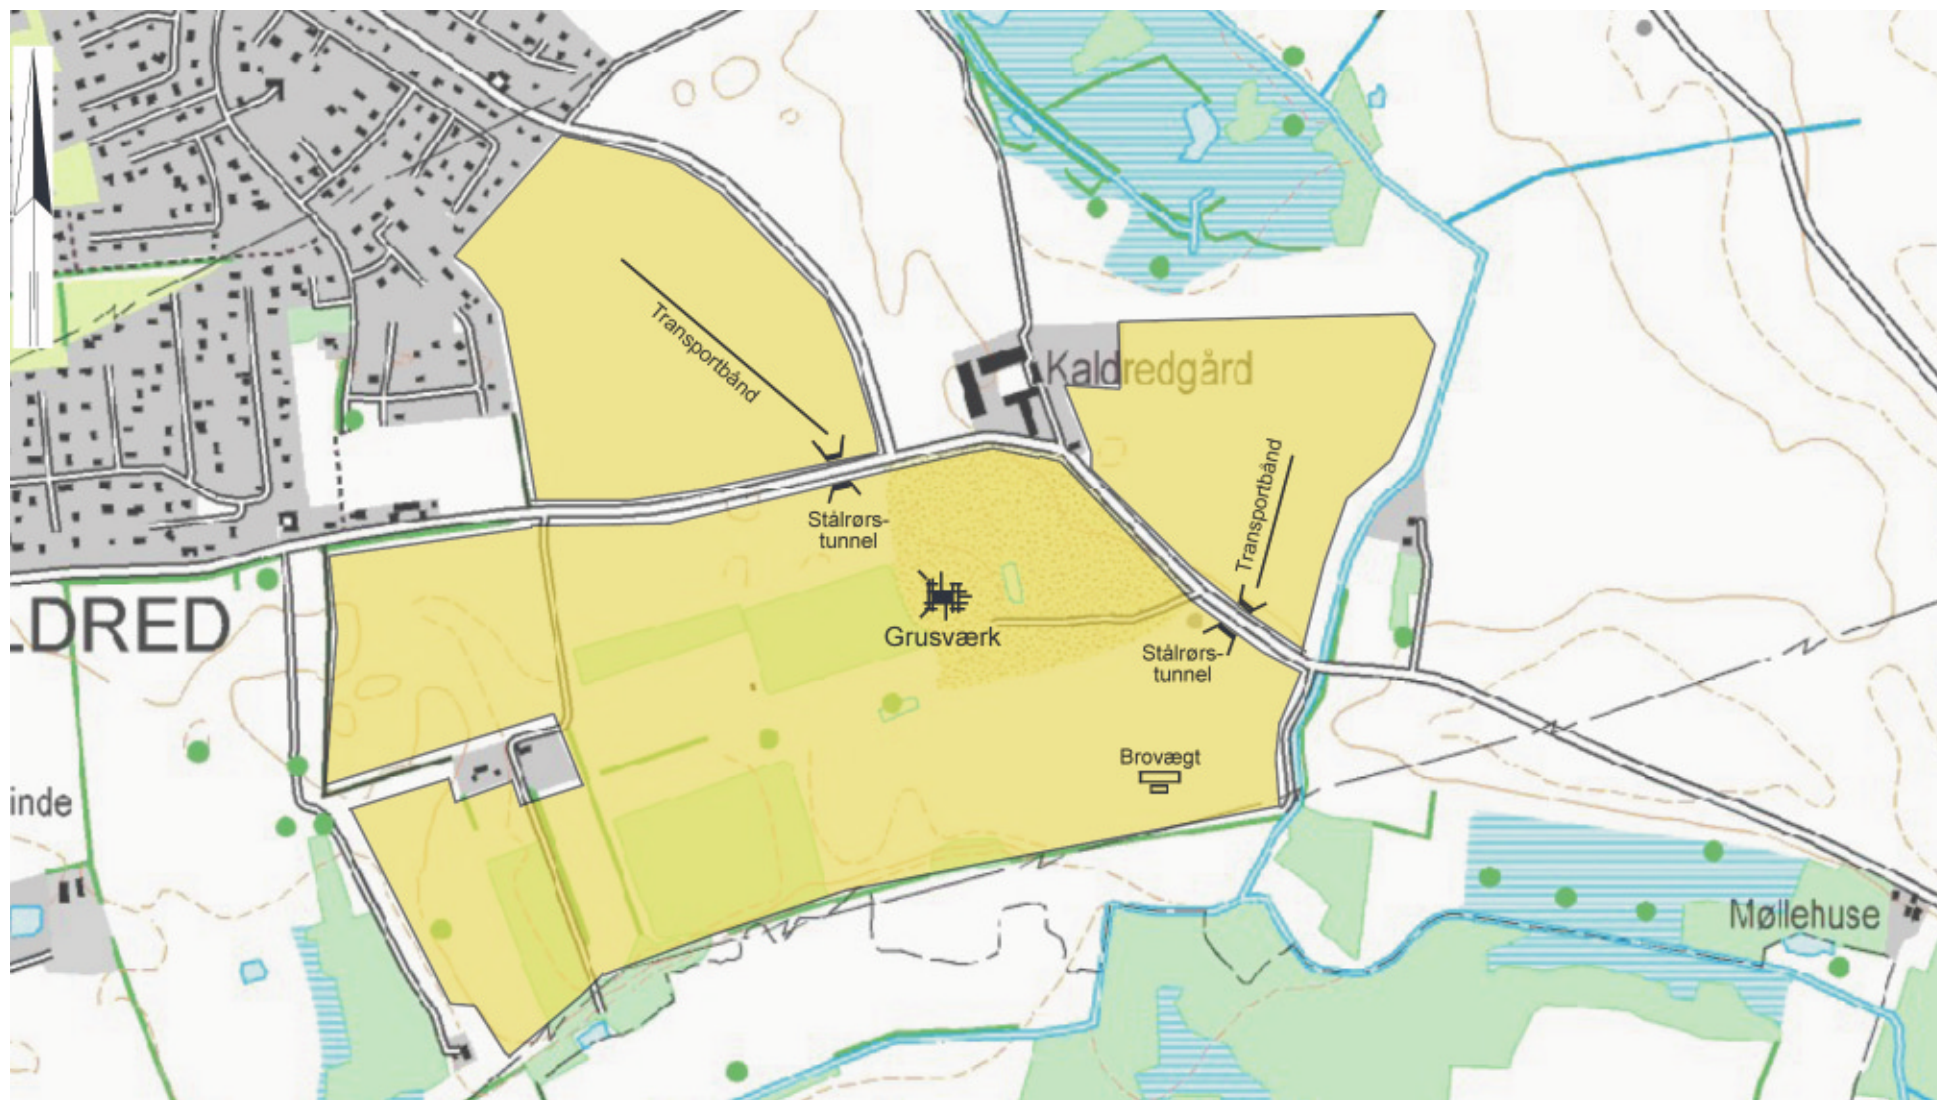 Transportbånd
Kaldredgård
Transportbånd
Stålrørs-
tunnel
LDRED
Grusværk
Stålrørs-
tunnel
Brovægt
inde
Møllehuse